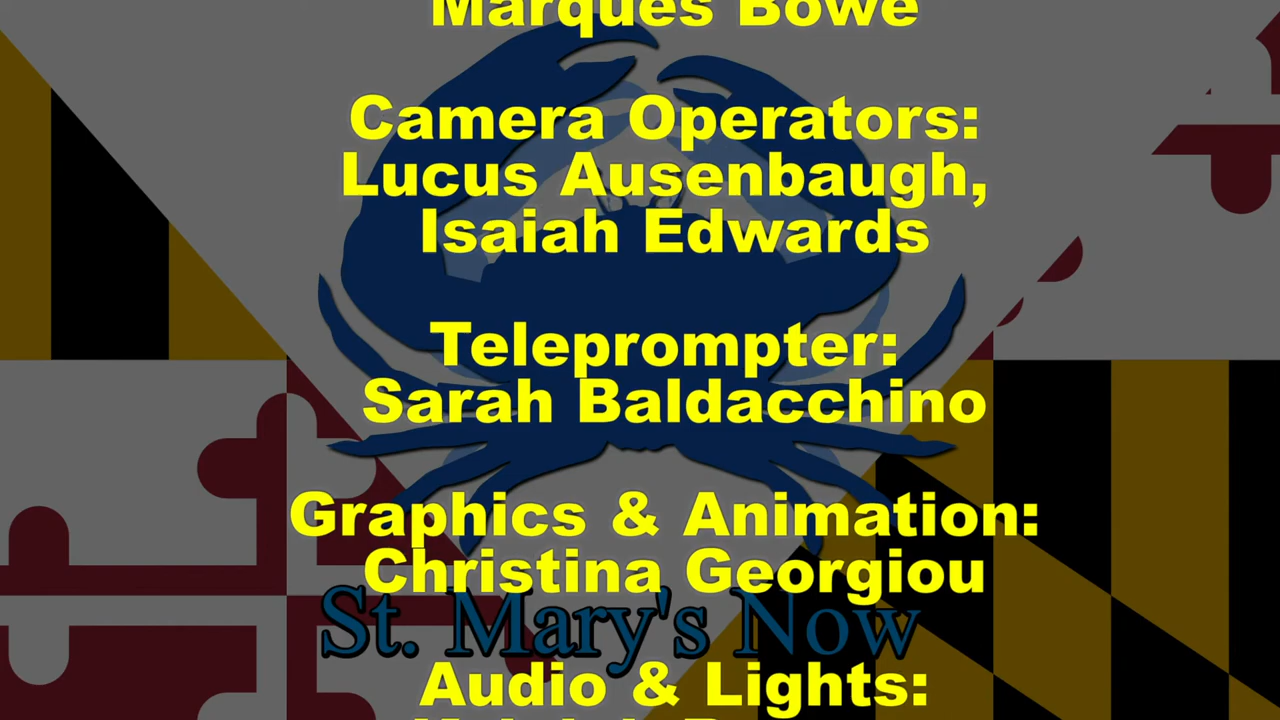 Marques Bowe
Camera Operators:
Lucus Ausenbaugh,
Isaiah Edwards
Teleprompter:
Sarah Baldacchino
Graphics & Animation:
Christina Georgiou
St. Mary's Now
Audio & Lights: